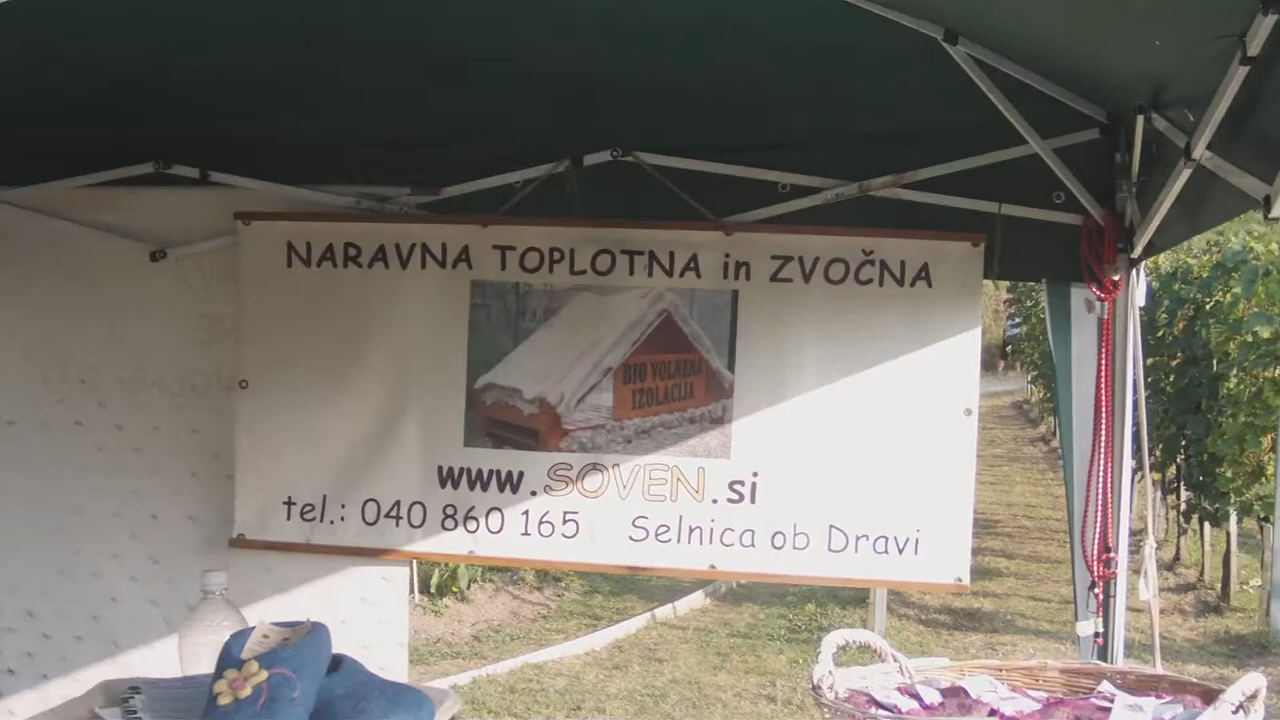 NARAVNA TOPLOTNA in ZVOČNA
BIO VOLNENA
IZOLACIJA
www.SOVEN.si
tel.: 040 860 165 Selnica ob Dravi